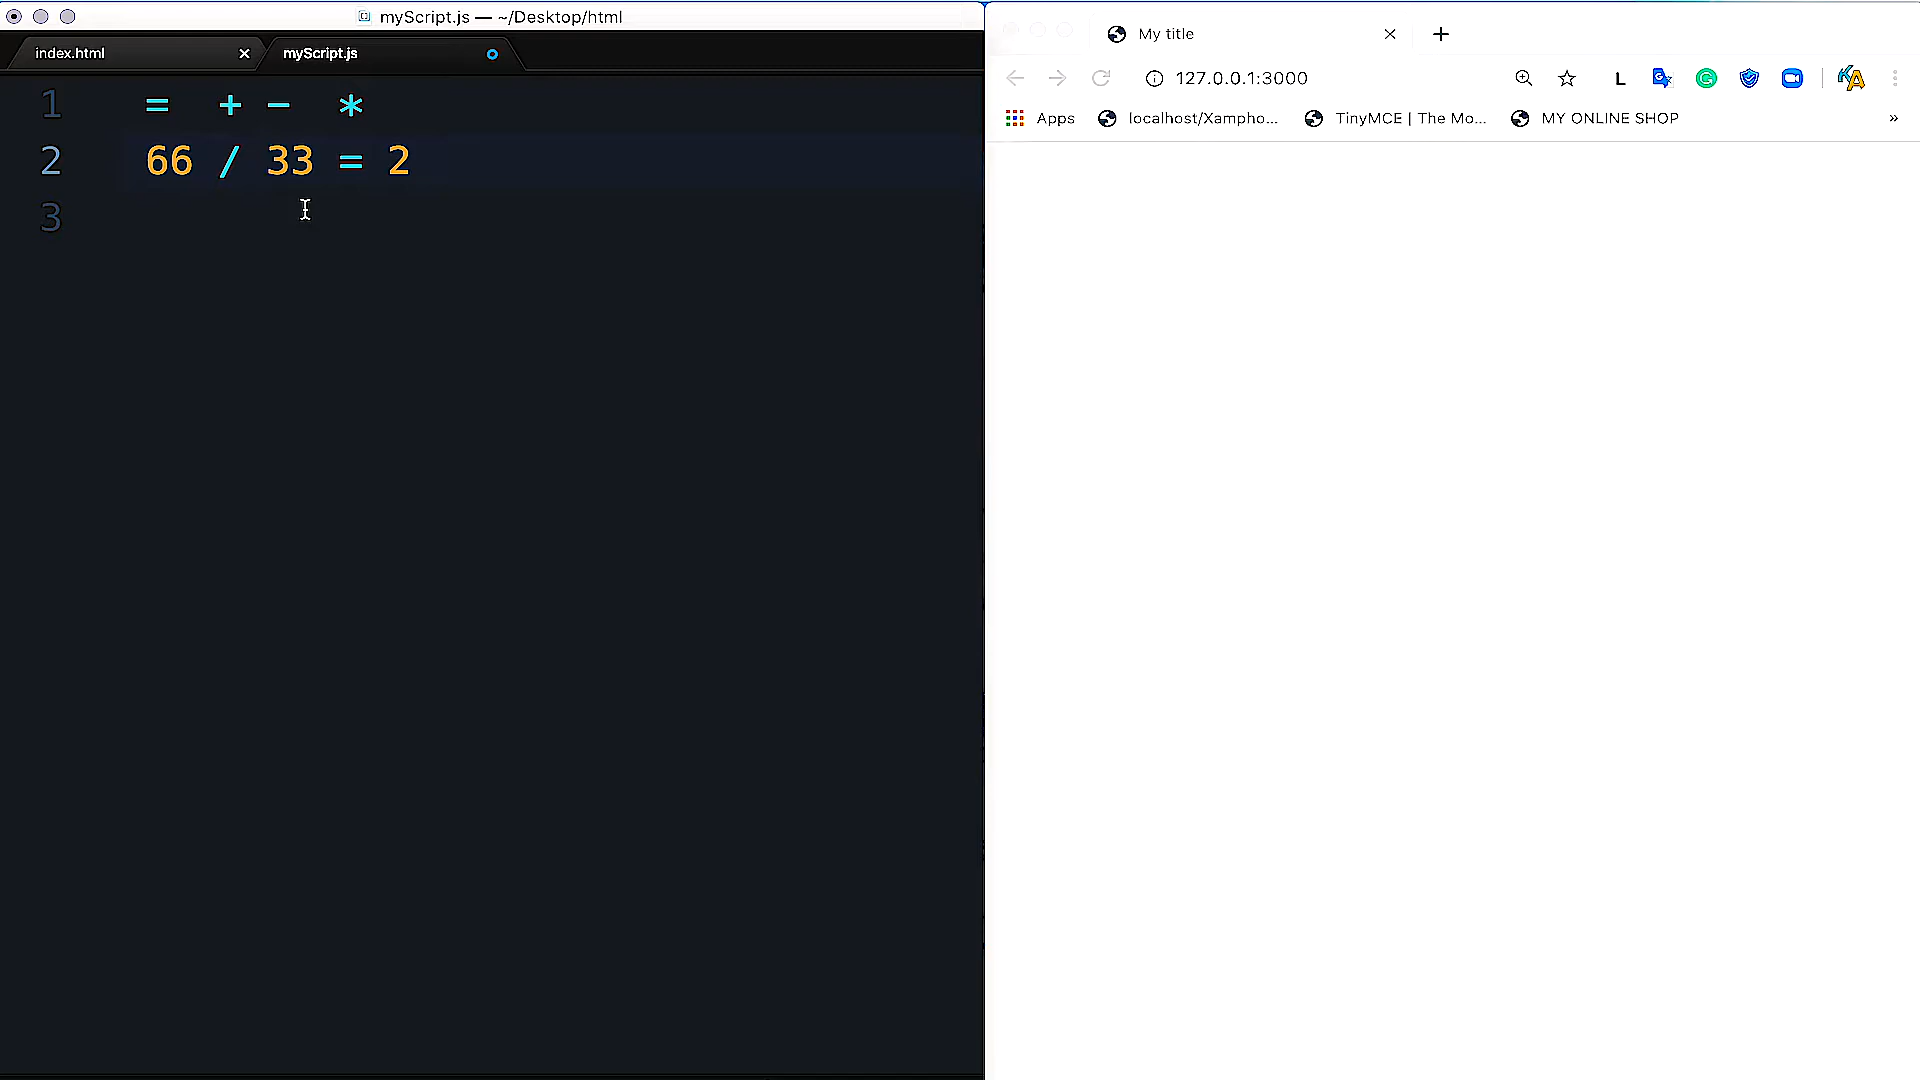 myScript.js — ~/Desktop/html
index.html
myScript.js
1 = + - *
2 66 / 33 = 2
3
My title
127.0.0.1:3000
L
Apps
localhost/Xampho...
TinyMCE | The Mo...
MY ONLINE SHOP
»